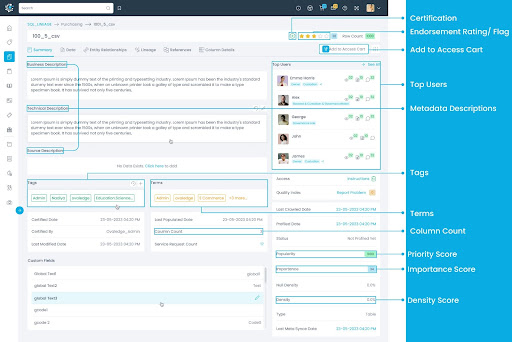 Search
SQL_LINEAGE > Purchasing > 100_5_csv
100_5_csv
Row Count
Certification
Endorsement Rating/ Flag
Summary
Data
Entity Relationships
Lineage
References
Column Details
Add to Access Cart
Add to Access Cart
Business Description
Top Users
See All
Lorem Ipsum is simply dummy text of the printing and typesetting industry. Lorem Ipsum has been the industry's standard
dummy text ever since the 1500s, when an unknown printer took a galley of type and scrambled it to make a type
specimen book. It has survived not only five centuries.
Emma Harris
Top Users
Alex
Technical Description
Metadata Descriptions
Lorem Ipsum is simply dummy text of the printing and typesetting industry. Lorem Ipsum has been the industry's standard
dummy text ever since the 1500s, when an unknown printer took a galley of type and scrambled it to make a type
specimen book. It has survived not only five centuries.
George
John
Source Description
James
No Data Exists. Click here to add
Tags
Tags
Terms
Access
Instructions
Admin
Nadiya
ovaledge
Education,Science...
Admin
ovaledge
E Commerce
+5 More...
Quality Index
Report Problem
Terms
Certified Date
23-05-2023 04:20 PM
Last Populated Date
23-05-2023 04:20 PM
Last Crawled Date
23-05-2023 04:20 PM
Certified By
Ovaledge_admin
Column Count
Profiled Date
23-05-2023 04:20 PM
Column Count
Last Modified Date
23-05-2023 04:20 PM
Service Request Count
Status
Not Profiled Yet
Popularity
Priority Score
Custom Fields
Importance
Importance Score
Global Text1
global1
Null Density
0.0%
global Text2
Text
Density
0.0%
Density Score
global Text3
Type
Table
grade1
grade 2
Last Meta Synced Date
23-05-2023 04:20 PM